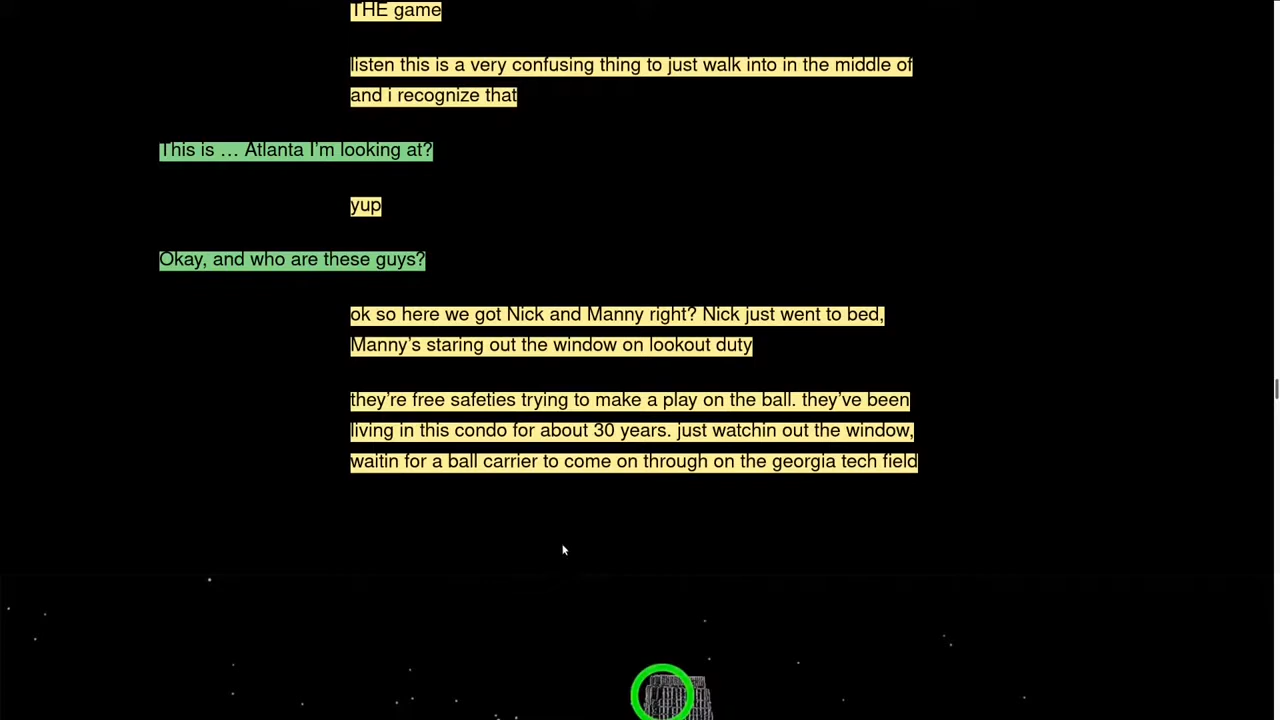 THE game
listen this is a very confusing thing to just walk into in the middle of
and i recognize that
This is … Atlanta I'm looking at?
yup
Okay, and who are these guys?
ok so here we got Nick and Manny right? Nick just went to bed,
Manny’s staring out the window on lookout duty
they’re free safeties trying to make a play on the ball. they’ve been
living in this condo for about 30 years. just watchin out the window,
waitin for a ball carrier to come on through on the georgia tech field